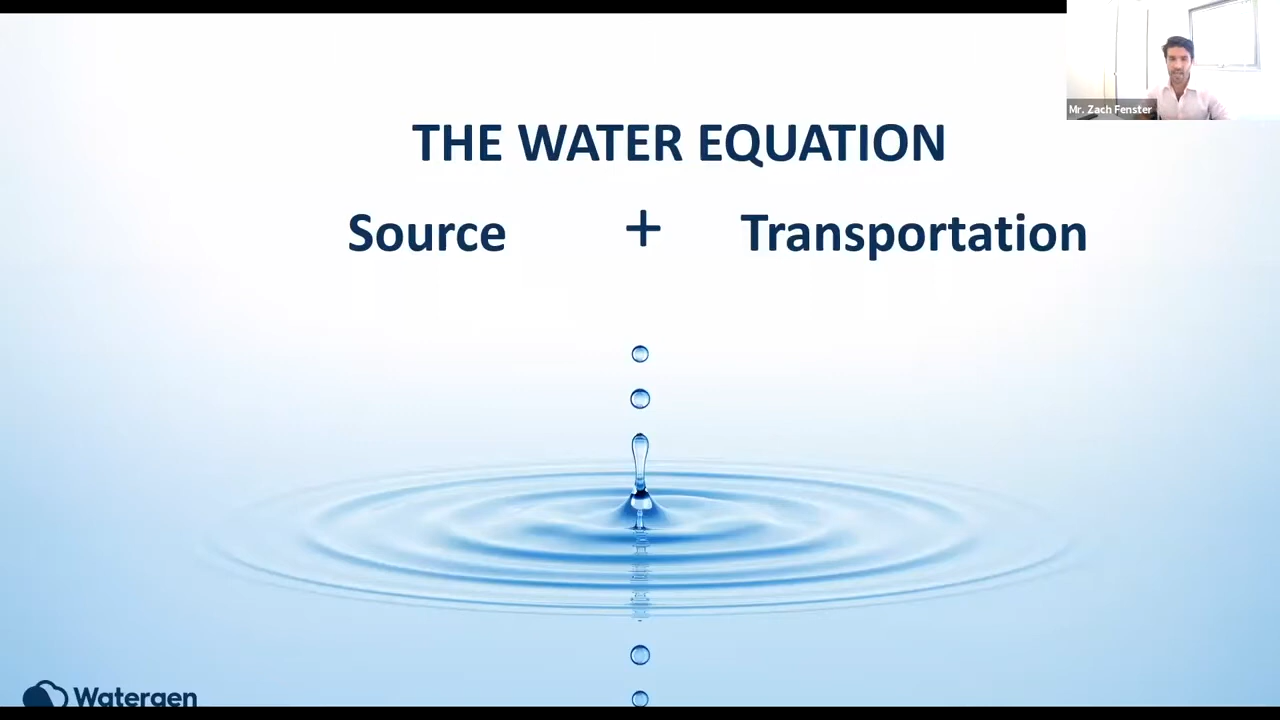 Mr. Zach Fenster
THE WATER EQUATION
Source + Transportation
Watergen